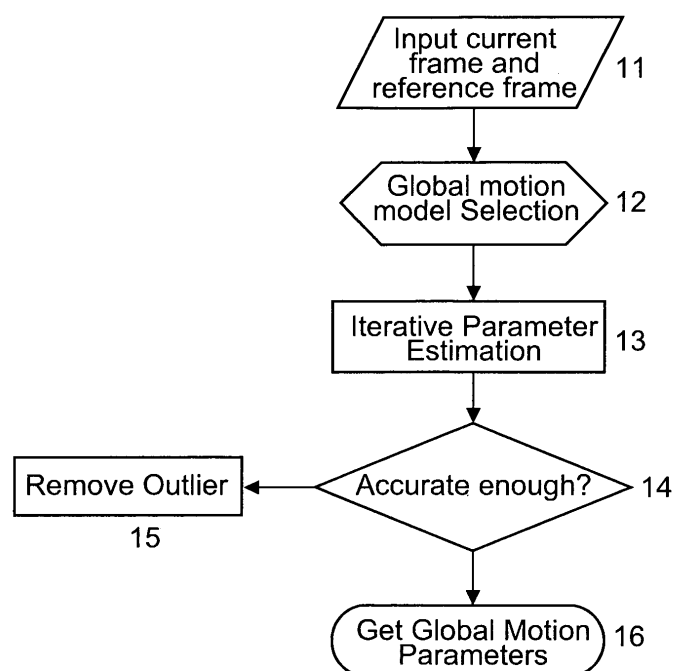 Input current
frame and
reference frame
11
Global motion
model Selection
12
Iterative Parameter
Estimation
13
Accurate enough?
14
Remove Outlier
15
Get Global Motion
Parameters
16